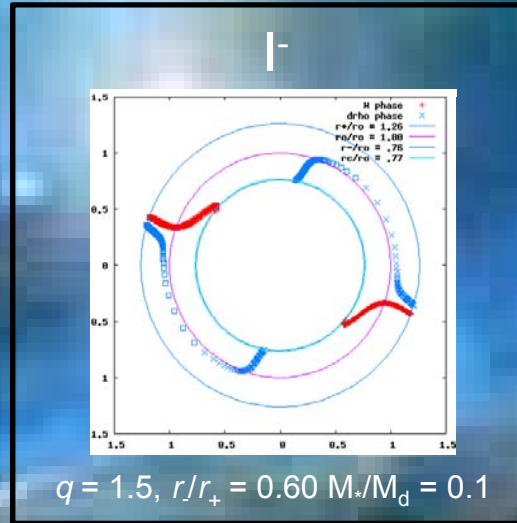 I-
W phase
drho phase
r+/ro = 1.26
ro/ro = 1.00
r-/ro = .76
rc/ro = .77
1.5
1
0.5
0
0.5
1
1.5
1.5 1 0.5 0 0.5 1 1.5
q = 1.5, r-/r+ = 0.60 M*/Md = 0.1